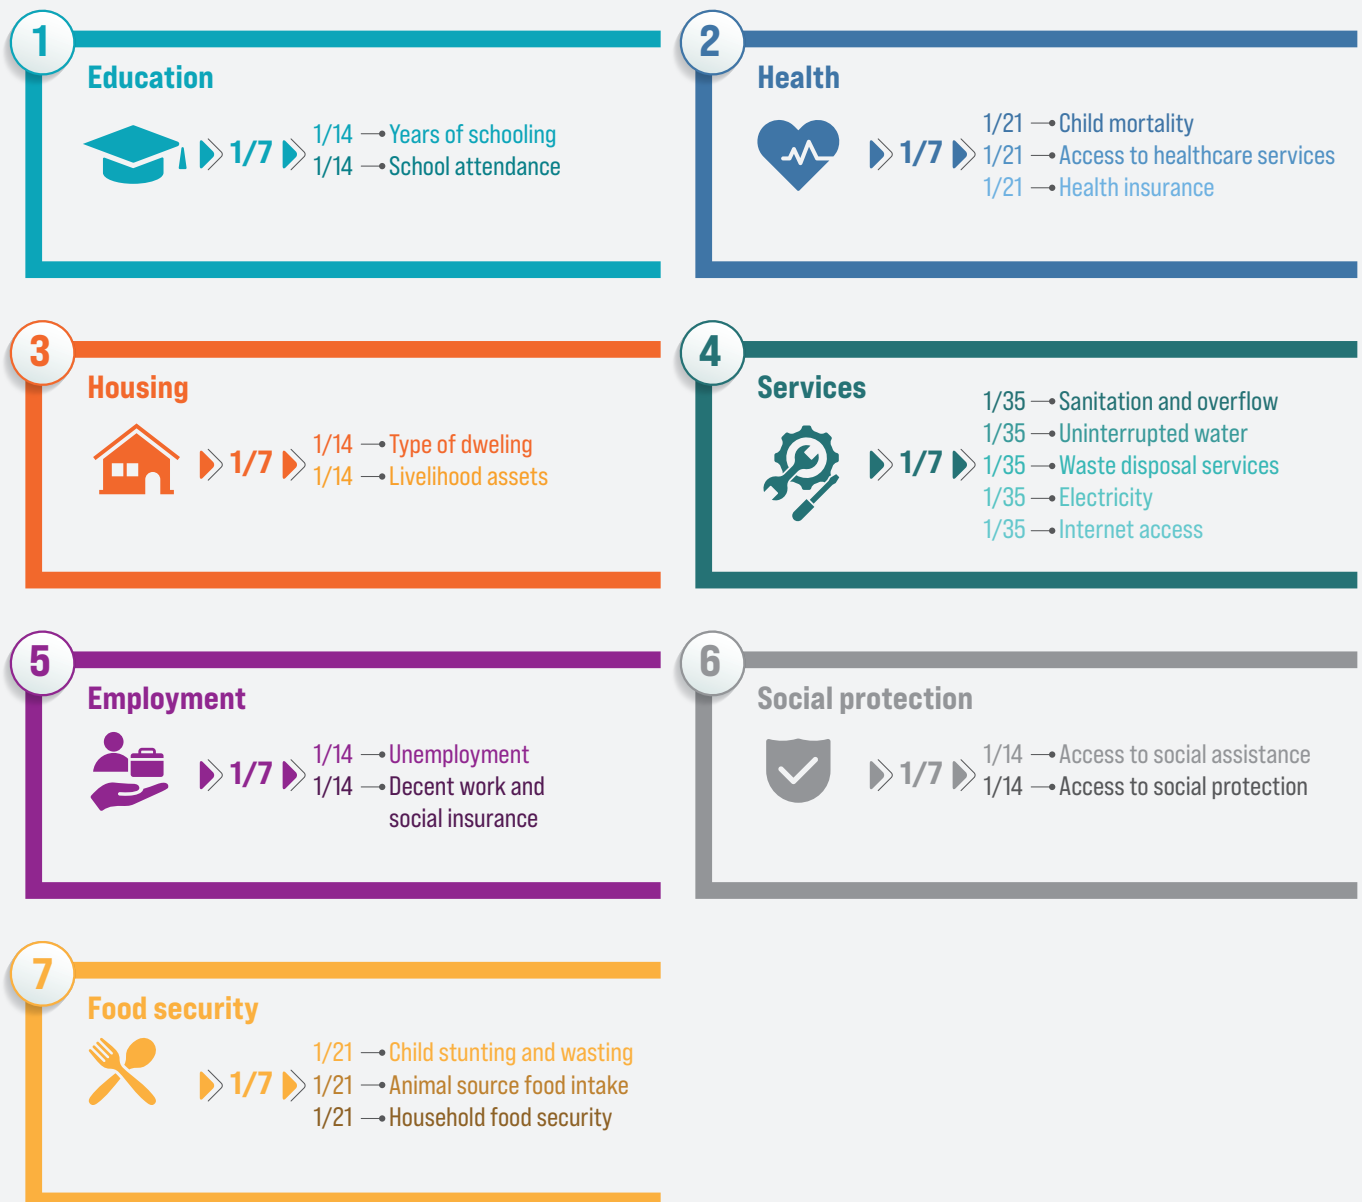 1
Education
1/7
1/14 Years of schooling
1/14 School attendance
2
Health
1/7
1/21 Child mortality
1/21 Access to healthcare services
1/21 Health insurance
3
Housing
1/7
1/14 Type of dweling
1/14 Livelihood assets
4
Services
1/7
1/35 Sanitation and overflow
1/35 Uninterrupted water
1/35 Waste disposal services
1/35 Electricity
1/35 Internet access
5
Employment
1/7
1/14 Unemployment
1/14 Decent work and
social insurance
6
Social protection
1/7
1/14 Access to social assistance
1/14 Access to social protection
7
Food security
1/7
1/21 Child stunting and wasting
1/21 Animal source food intake
1/21 Household food security